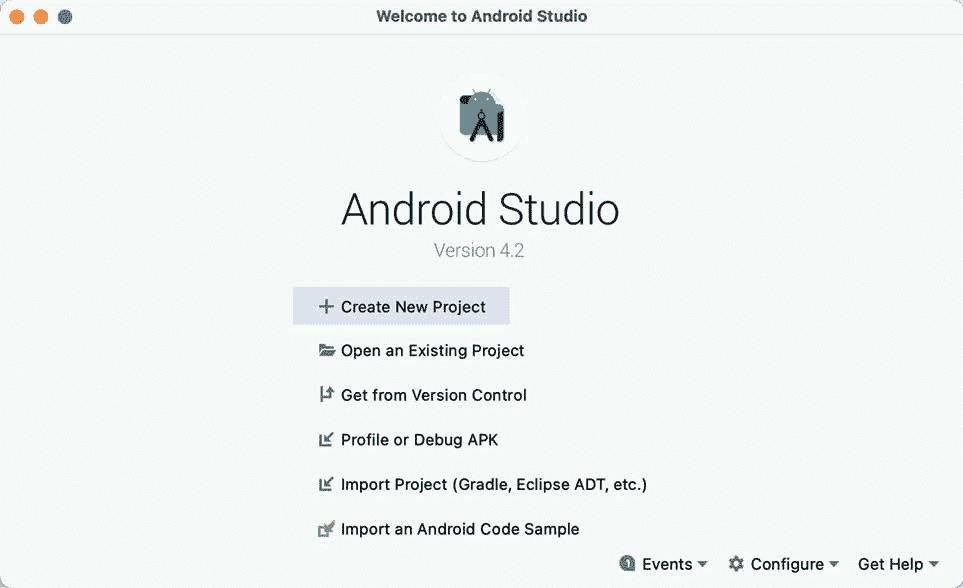 Welcome to Android Studio
Android Studio
Version 4.2
Create New Project
Open an Existing Project
Get from Version Control
Profile or Debug APK
Import Project (Gradle, Eclipse ADT, etc.)
Import an Android Code Sample
1 Events Configure Get Help